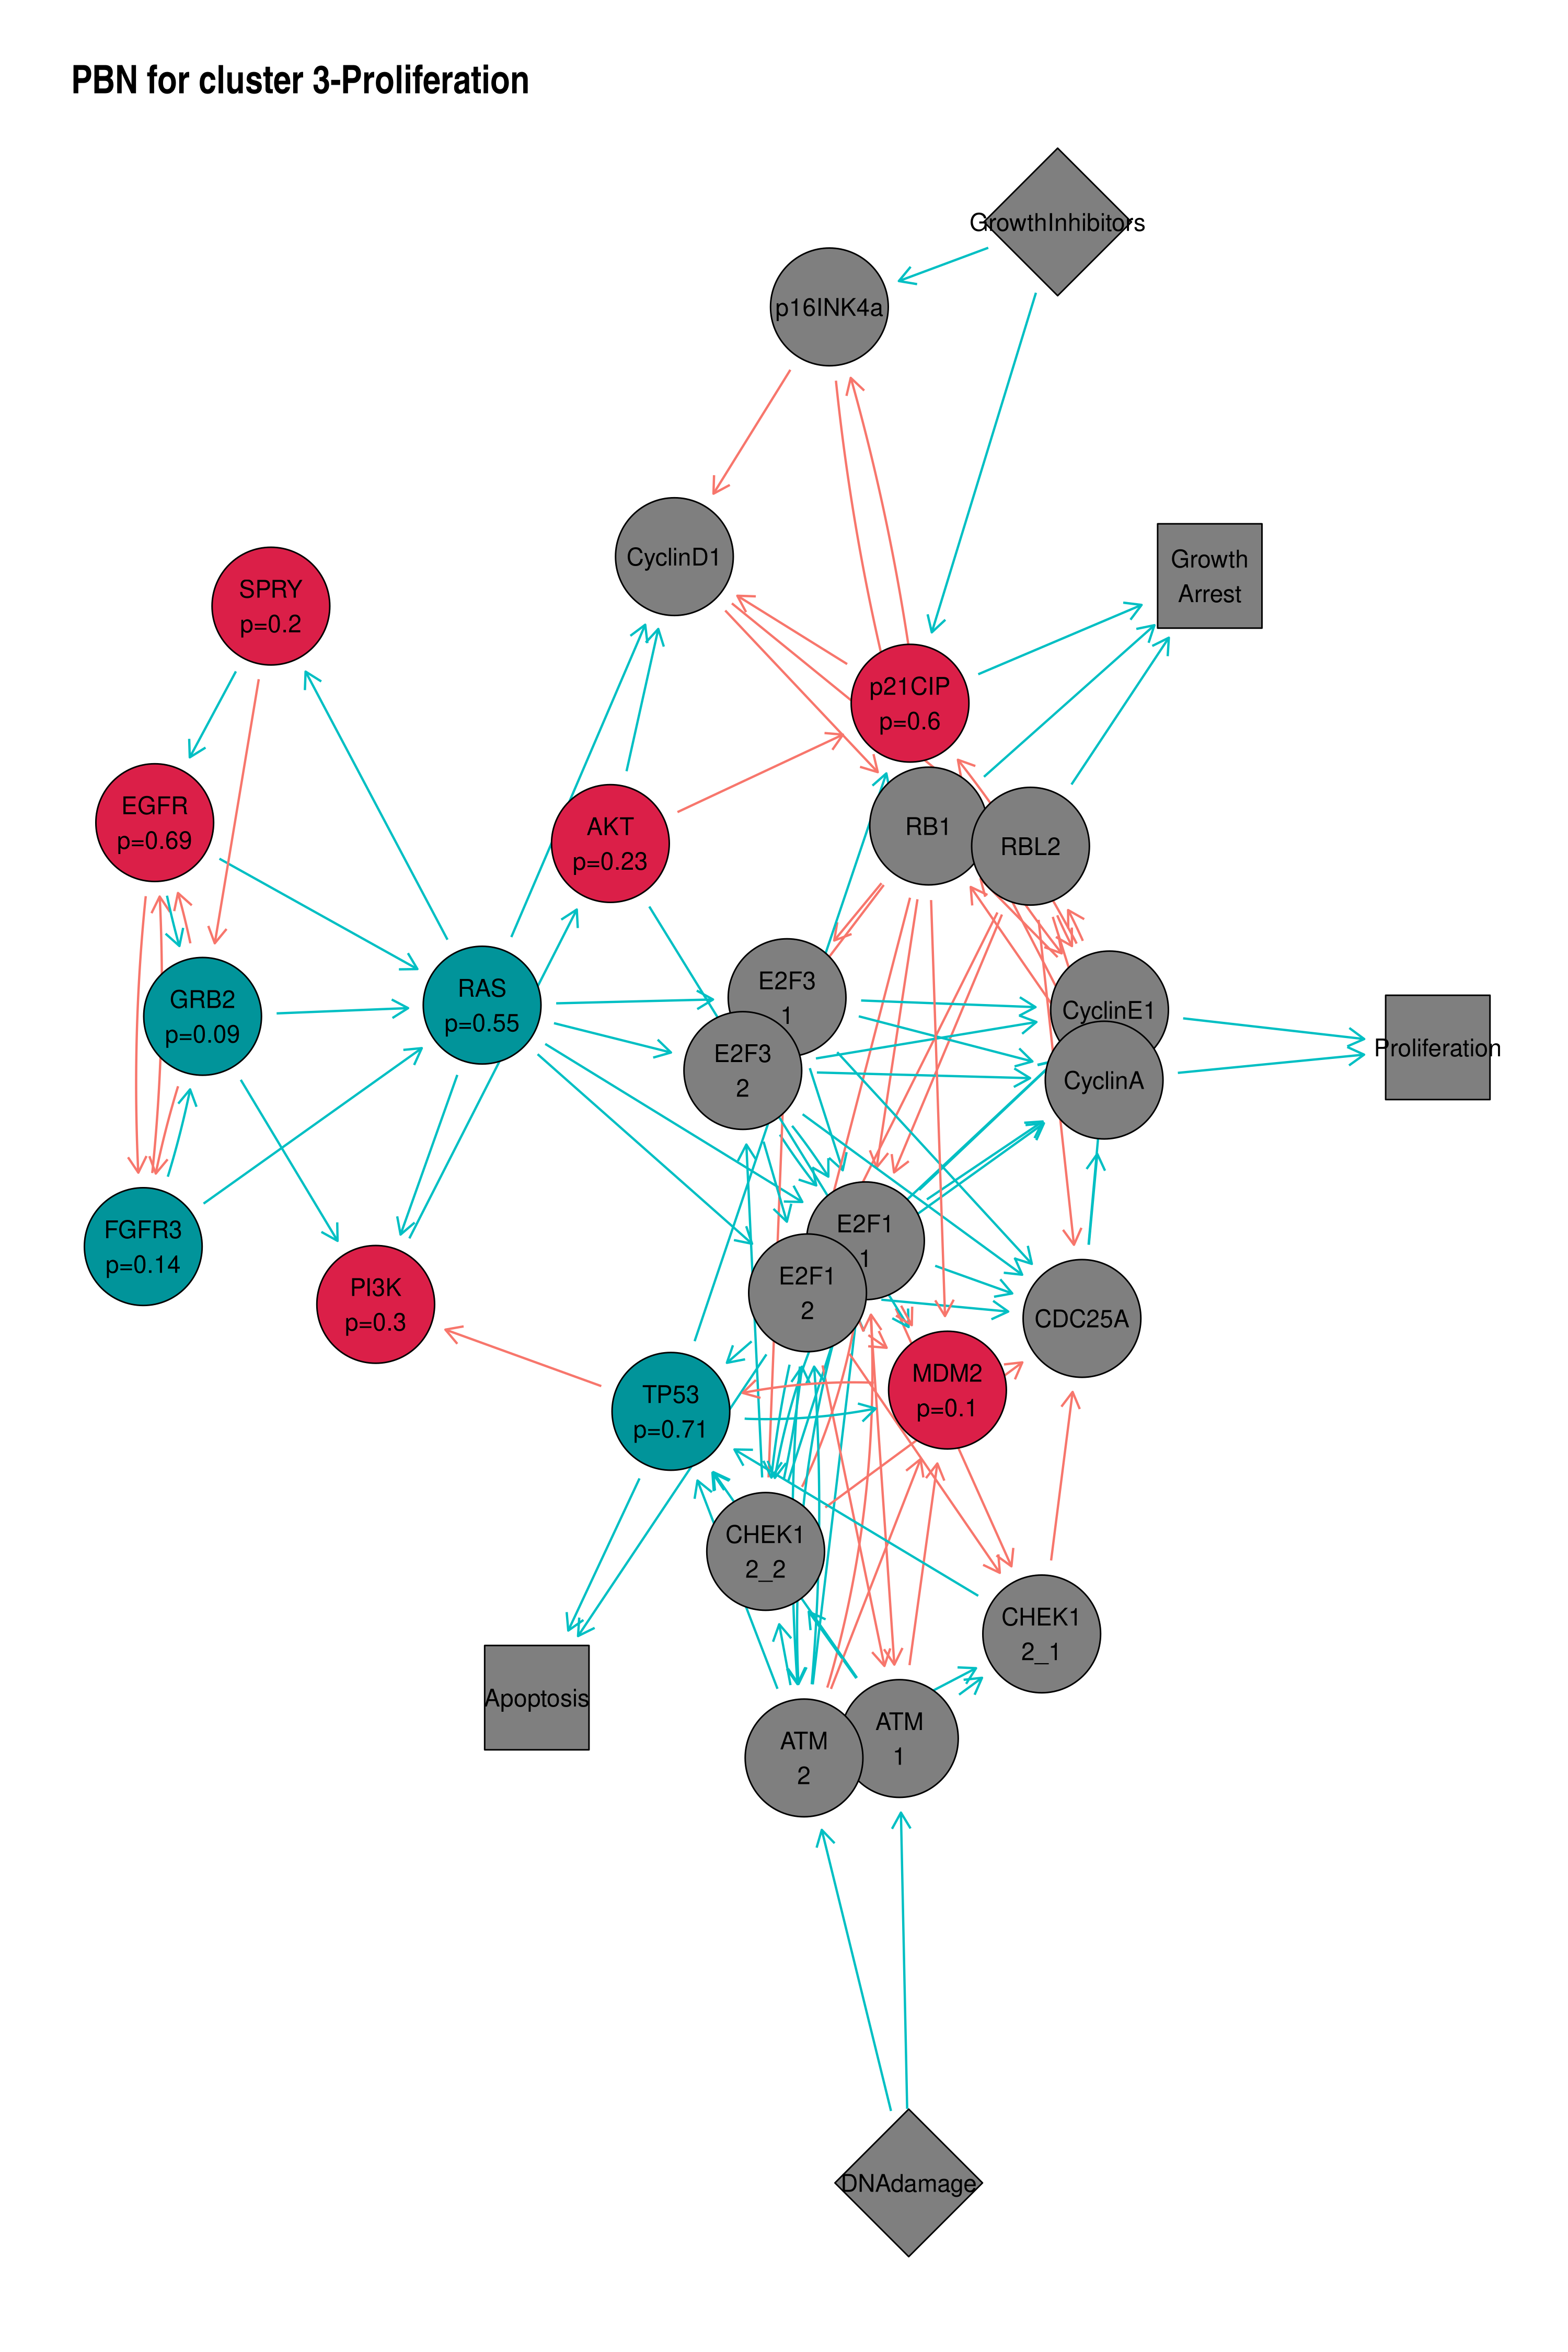 PBN for cluster 3-Proliferation
GrowthInhibitors
p16INK4a
CyclinD1
Growth
Arrest
SPRY
p=0.2
p21CIP
p=0.6
EGFR
p=0.69
AKT
p=0.23
RB1
RBL2
GRB2
p=0.09
RAS
p=0.55
E2F3
1
CyclinE1
Proliferation
E2F3
2
CyclinA
FGFR3
p=0.14
E2F1
1
PI3K
p=0.3
E2F1
2
CDC25A
TP53
p=0.71
MDM2
p=0.1
CHEK1
2_2
CHEK1
2_1
Apoptosis
ATM
1
ATM
2
DNAdamage